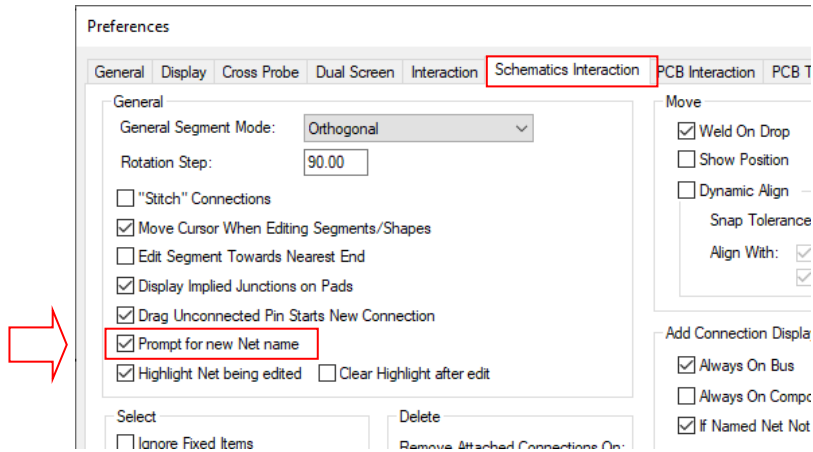 Preferences
General Display Cross Probe Dual Screen Interaction Schematics Interaction PCB Interaction PCB T
General
General Segment Mode: Orthogonal
Rotation Step: 90.00
"Stitch" Connections
Move Cursor When Editing Segments/Shapes
Edit Segment Towards Nearest End
Display Implied Junctions on Pads
Drag Unconnected Pin Starts New Connection
Prompt for new Net name
Highlight Net being edited Clear Highlight after edit
Select
Ignore Fixed Items
Delete
Remove Attached Connections On:
Move
Weld On Drop
Show Position
Dynamic Align
Snap Tolerance
Align With:
Add Connection Displa
Always On Bus
Always On Compo
If Named Net Not